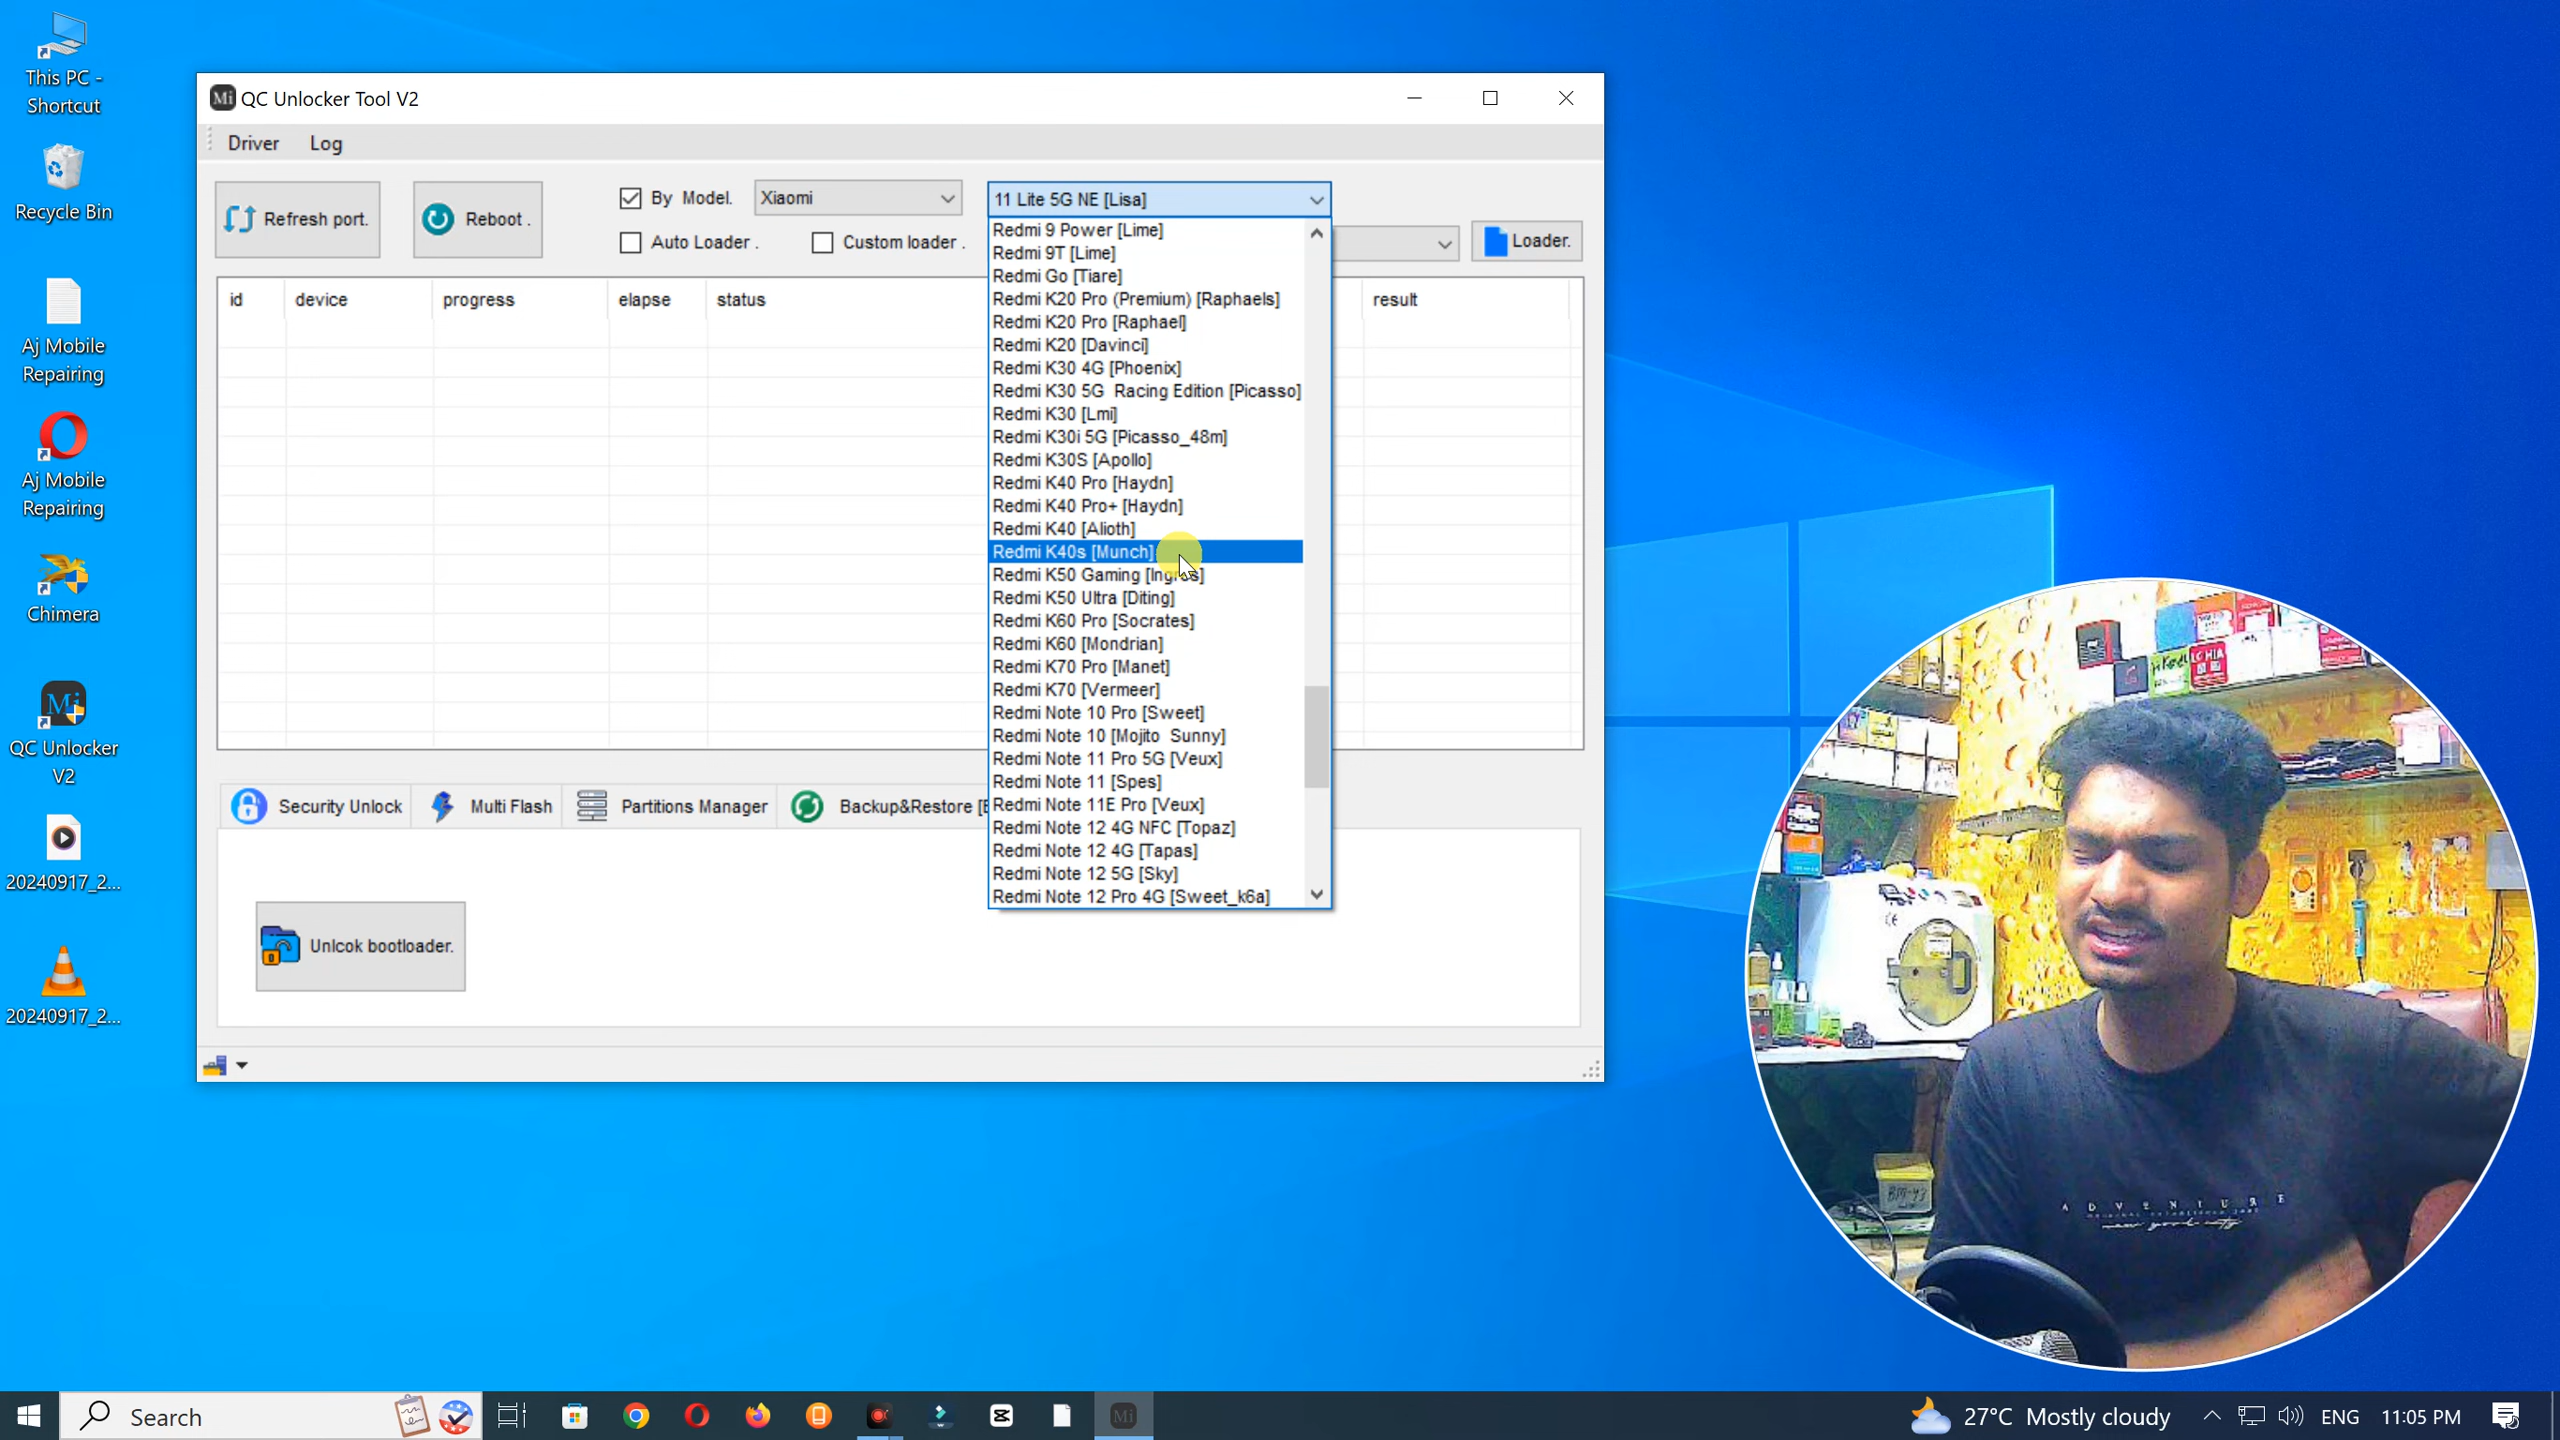 This PC -
Shortcut
Recycle Bin
Aj Mobile
Repairing
Aj Mobile
Repairing
Chimera
Mi
QC Unlocker
V2
20240917_2...
20240917_2...
Mi QC Unlocker Tool V2
Driver Log
Refresh port.
Reboot .
By Model.
Xiaomi
11 Lite 5G NE [Lisa]
Auto Loader .
Custom loader .
Loader.
id device progress elapse status result
Redmi 9 Power [Lime]
Redmi 9T [Lime]
Redmi Go [Tiare]
Redmi K20 Pro (Premium) [Raphaels]
Redmi K20 Pro [Raphael]
Redmi K20 [Davinci]
Redmi K30 4G [Phoenix]
Redmi K30 5G  Racing Edition [Picasso]
Redmi K30 [Lmi]
Redmi K30i 5G [Picasso_48m]
Redmi K30S [Apollo]
Redmi K40 Pro [Haydn]
Redmi K40 Pro+ [Haydn]
Redmi K40 [Alioth]
Redmi K40s [Munch]
Redmi K50 Gaming [Ingres]
Redmi K50 Ultra [Diting]
Redmi K60 Pro [Socrates]
Redmi K60 [Mondrian]
Redmi K70 Pro [Manet]
Redmi K70 [Vermeer]
Redmi Note 10 Pro [Sweet]
Redmi Note 10 [Mojito  Sunny]
Redmi Note 11 Pro 5G [Veux]
Redmi Note 11 [Spes]
Redmi Note 11E Pro [Veux]
Redmi Note 12 4G NFC [Topaz]
Redmi Note 12 4G [Tapas]
Redmi Note 12 5G [Sky]
Redmi Note 12 Pro 4G [Sweet_k6a]
Security Unlock
Multi Flash
Partitions Manager
Backup&Restore [E
Unlcok bootloader.
BM-43
ADVENTURE
Search
Mi
27°C Mostly cloudy
ENG
11:05 PM